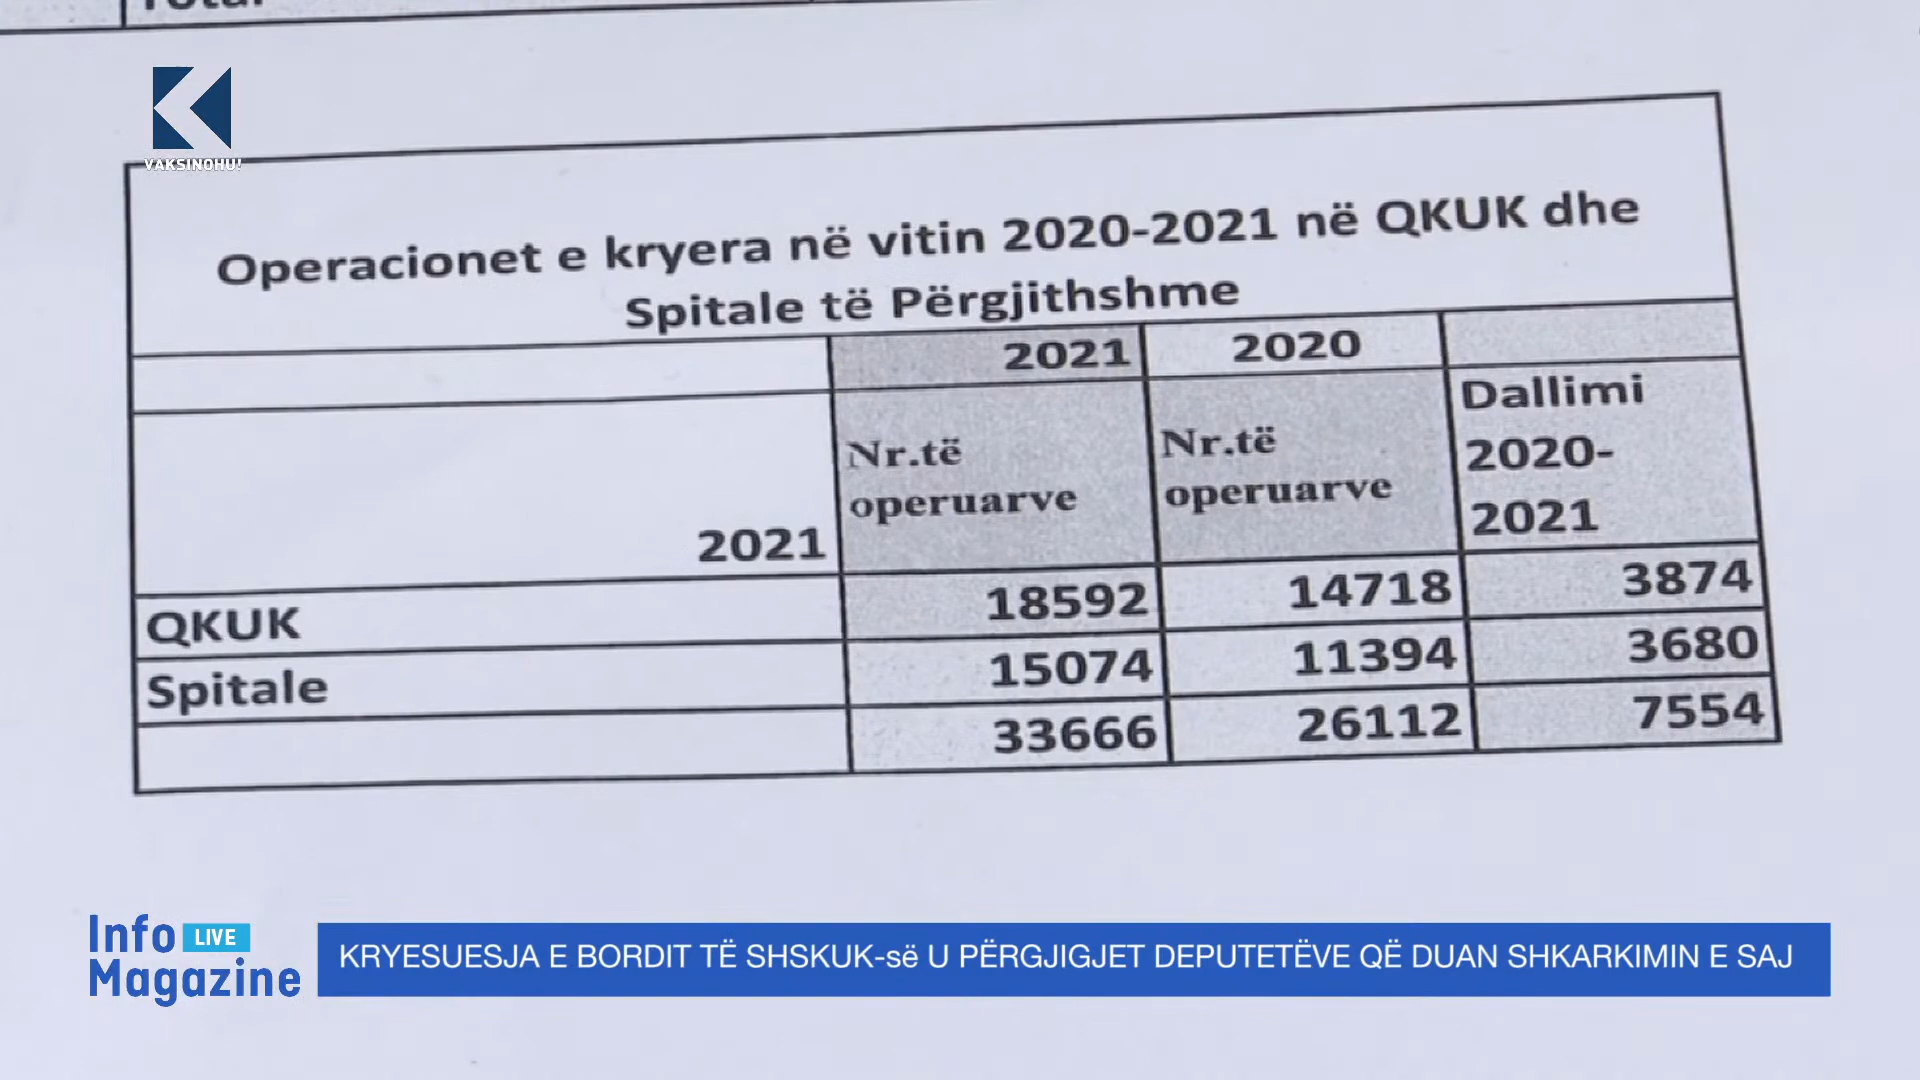 Total
VAKSINOHU!
Operacionet e kryera në vitin 2020-2021 në QKUK dhe
Spitale të Përgjithshme
2021 2020
2021 Nr.të operuarve Nr.të operuarve Dallimi 2020-2021
QKUK 18592 14718 3874
Spitale 15074 11394 3680
33666 26112 7554
Info LIVE
Magazine
KRYESUESJA E BORDIT TË SHSKUK-së U PËRGJIGJET DEPUTETËVE QË DUAN SHKARKIMIN E SAJ